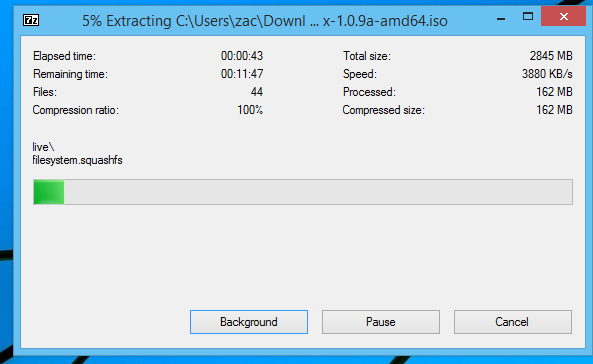 7z 5% Extracting C:\Users\zac\Downl ... x-1.0.9a-amd64.iso
Elapsed time: 00:00:43 Total size: 2845 MB
Remaining time: 00:11:47 Speed: 3880 KB/s
Files: 44 Processed: 162 MB
Compression ratio: 100% Compressed size: 162 MB
live\
filesystem.squashfs
Background Pause Cancel